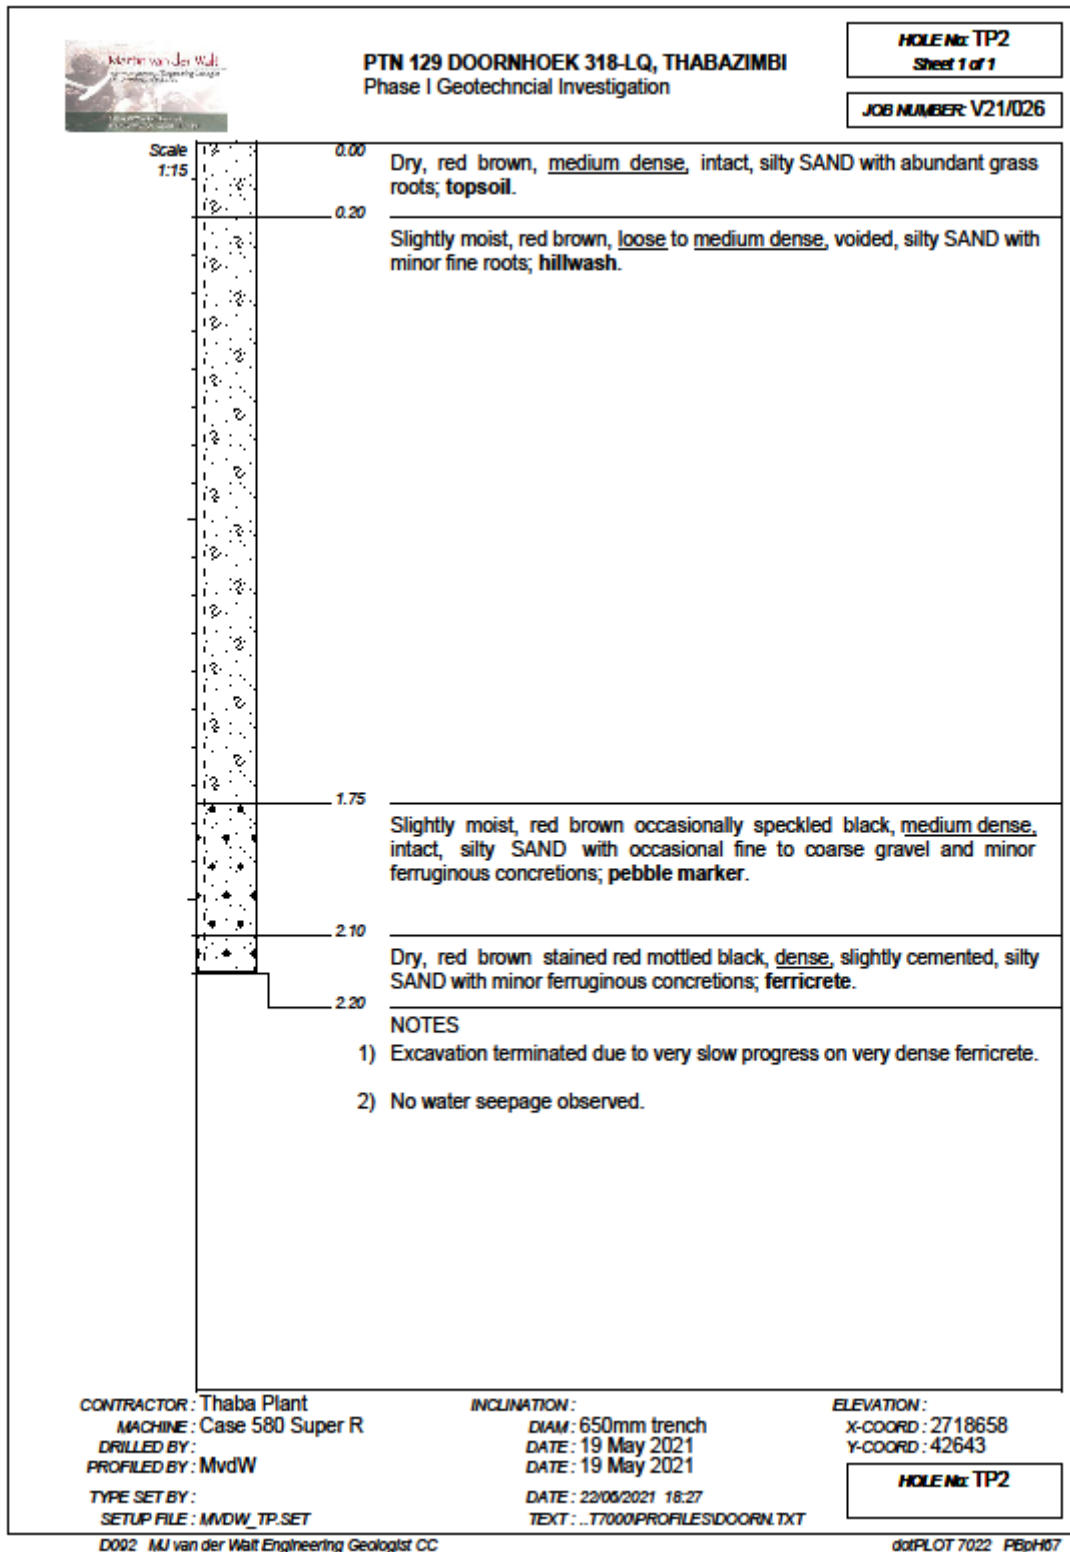 Martin van der Walt
PTN 129 DOORNHOEK 318-LQ, THABAZIMBI
Phase I Geotechncial Investigation
HOLE No: TP2
Sheet 1 of 1
JOB NUMBER: V21/026
Scale
1:15
0.00
Dry, red brown, medium dense, intact, silty SAND with abundant grass
roots; topsoil.
0.20
Slightly moist, red brown, loose to medium dense, voided, silty SAND with
minor fine roots; hillwash.
1.75
Slightly moist, red brown occasionally speckled black, medium dense,
intact, silty SAND with occasional fine to coarse gravel and minor
ferruginous concretions; pebble marker.
2.10
Dry, red brown stained red mottled black, dense, slightly cemented, silty
SAND with minor ferruginous concretions; ferricrete.
2.20
NOTES
1) Excavation terminated due to very slow progress on very dense ferricrete.
2) No water seepage observed.
CONTRACTOR : Thaba Plant
MACHINE : Case 580 Super R
DRILLED BY :
PROFILED BY : MvdW
TYPE SET BY :
SETUP FILE : MVDW_TP.SET
INCLINATION :
DIAM : 650mm trench
DATE : 19 May 2021
DATE : 19 May 2021
DATE : 22/06/2021 18:27
TEXT : ..T7000\PROFILES\DOORN.TXT
ELEVATION :
X-COORD : 2718658
Y-COORD : 42643
HOLE No: TP2
D092 MJ van der Walt Engineering Geologist CC
dotPLOT 7022 PBpH67